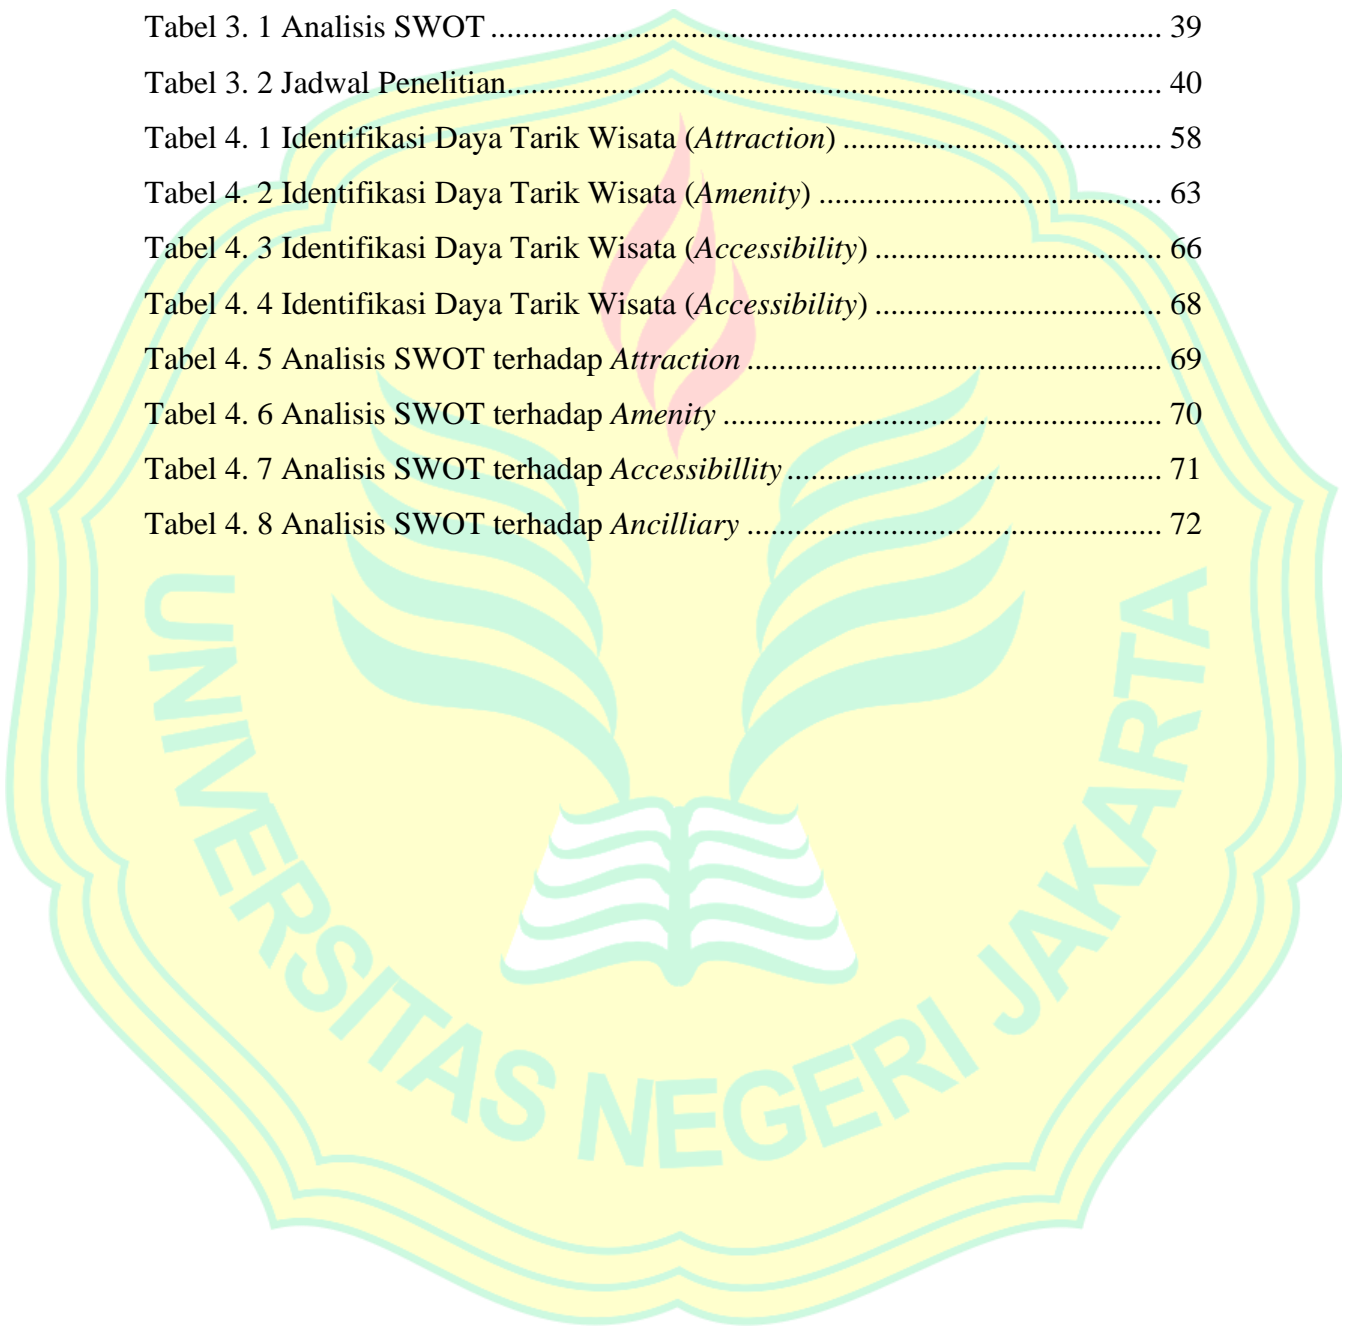 Tabel 3. 1 Analisis SWOT .................................................................................... 39
Tabel 3. 2 Jadwal Penelitian.................................................................................. 40
Tabel 4. 1 Identifikasi Daya Tarik Wisata (Attraction) ........................................ 58
Tabel 4. 2 Identifikasi Daya Tarik Wisata (Amenity) ........................................... 63
Tabel 4. 3 Identifikasi Daya Tarik Wisata (Accessibility) .................................... 66
Tabel 4. 4 Identifikasi Daya Tarik Wisata (Accessibility) .................................... 68
Tabel 4. 5 Analisis SWOT terhadap Attraction .................................................... 69
Tabel 4. 6 Analisis SWOT terhadap Amenity ....................................................... 70
Tabel 4. 7 Analisis SWOT terhadap Accessibillity ............................................... 71
Tabel 4. 8 Analisis SWOT terhadap Ancilliary .................................................... 72
UNIVERSITAS NEGERI JAKARTA